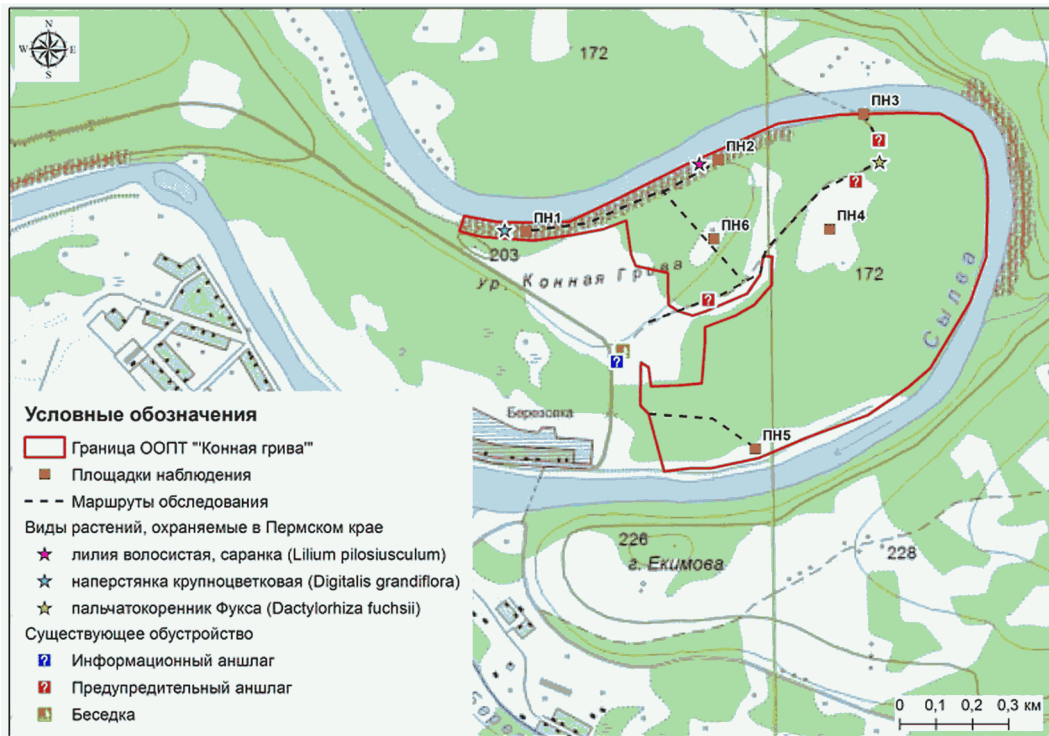 N
W E
S
172
ПН3
ПН2
ПН1
ПН6
ПН4
203
Ур. Конная Грива
172
Сылва
Березовка
ПН5
226
г. Екимова
228
Условные обозначения
Граница ООПТ "'Конная грива'"
Площадки наблюдения
Маршруты обследования
Виды растений, охраняемые в Пермском крае
лилия волосистая, саранка (Lilium pilosiusculum)
наперстянка крупноцветковая (Digitalis grandiflora)
пальчатокоренник Фукса (Dactylorhiza fuchsii)
Существующее обустройство
? Информационный аншлаг
? Предупредительный аншлаг
Беседка
0 0,1 0,2 0,3 км